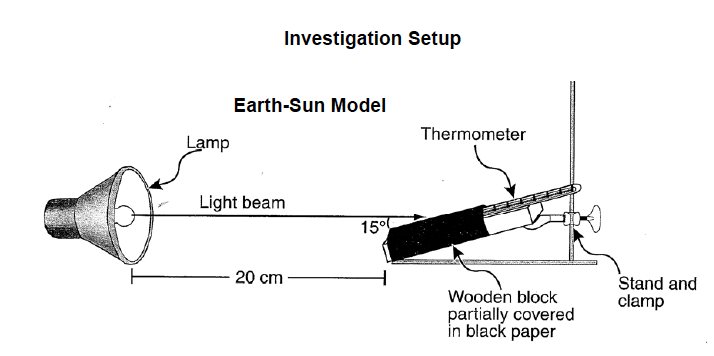 Investigation Setup
Earth-Sun Model
Lamp
Thermometer
Light beam
15°
20 cm
Wooden block
partially covered
in black paper
Stand and
clamp